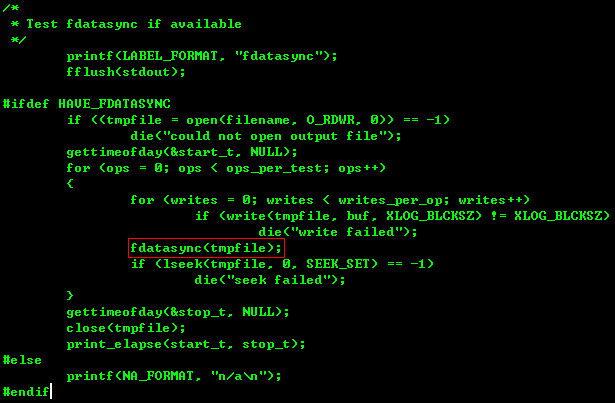 /*
 * Test fdatasync if available
 */
        printf(LABEL_FORMAT, "fdatasync");
        fflush(stdout);

#ifdef HAVE_FDATASYNC
        if ((tmpfile = open(filename, O_RDWR, 0)) == -1)
                die("could not open output file");
        gettimeofday(&start_t, NULL);
        for (ops = 0; ops < ops_per_test; ops++)
        {
                for (writes = 0; writes < writes_per_op; writes++)
                        if (write(tmpfile, buf, XLOG_BLCKSZ) != XLOG_BLCKSZ)
                                die("write failed");
                fdatasync(tmpfile);
                if (lseek(tmpfile, 0, SEEK_SET) == -1)
                        die("seek failed");
        }
        gettimeofday(&stop_t, NULL);
        close(tmpfile);
        print_elapse(start_t, stop_t);
#else
        printf(NA_FORMAT, "n/a\n");
#endif